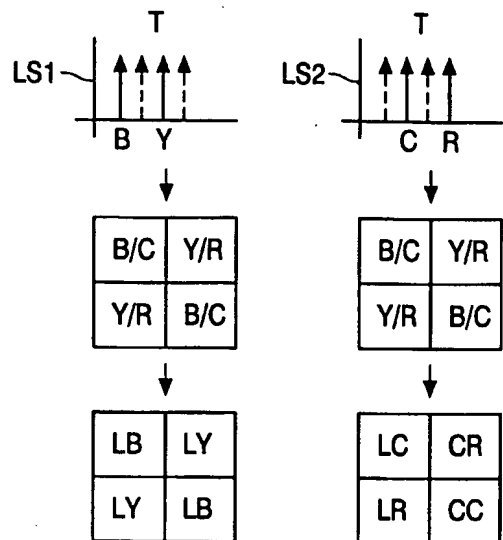 T T
LS1 LS2
B Y C R
B/C Y/R B/C Y/R
Y/R B/C Y/R B/C
LB LY LC CR
LY LB LR CC